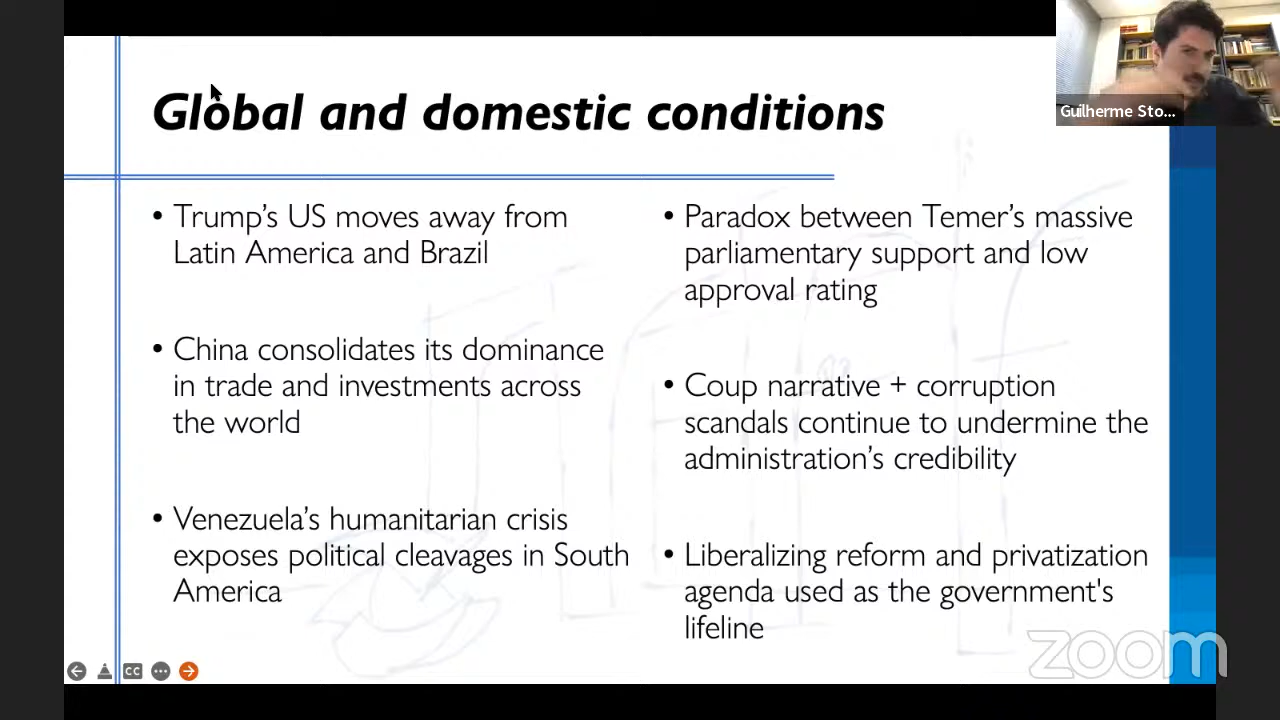 Global and domestic conditions
Guilherme Sto...
• Trump's US moves away from
Latin America and Brazil
• China consolidates its dominance
in trade and investments across
the world
• Venezuela's humanitarian crisis
exposes political cleavages in South
America
• Paradox between Temer's massive
parliamentary support and low
approval rating
• Coup narrative + corruption
scandals continue to undermine the
administration's credibility
• Liberalizing reform and privatization
agenda used as the government's
lifeline
CC
zoom